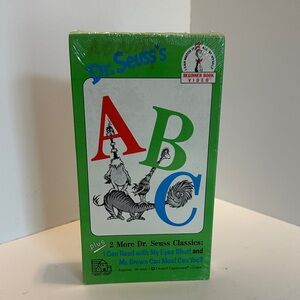 Dr. Seuss's
BEGINNER BOOK
VIDEO
A B
C
Plus 2 More Dr. Seuss Classics:
I Can Read with My Eyes Shut! and
Mr. Brown Can Moo! Can You?